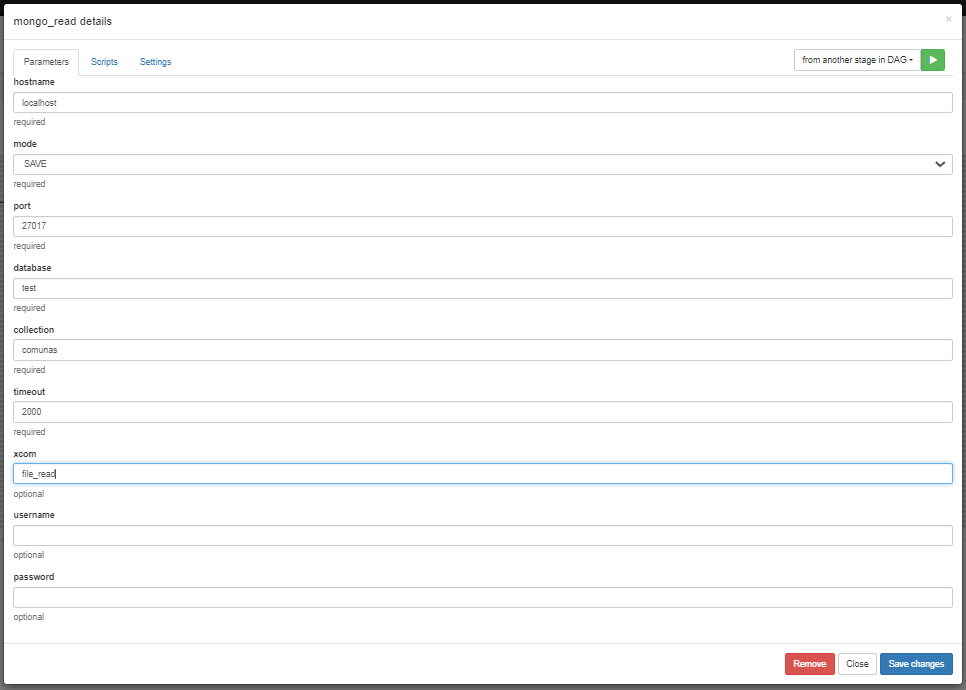 mongo_read details
×
Parameters
Scripts
Settings
from another stage in DAG
hostname
localhost
required
mode
SAVE
required
port
27017
required
database
test
required
collection
comunas
required
timeout
2000
required
xcom
file_read
optional
username
optional
password
optional
Remove
Close
Save changes